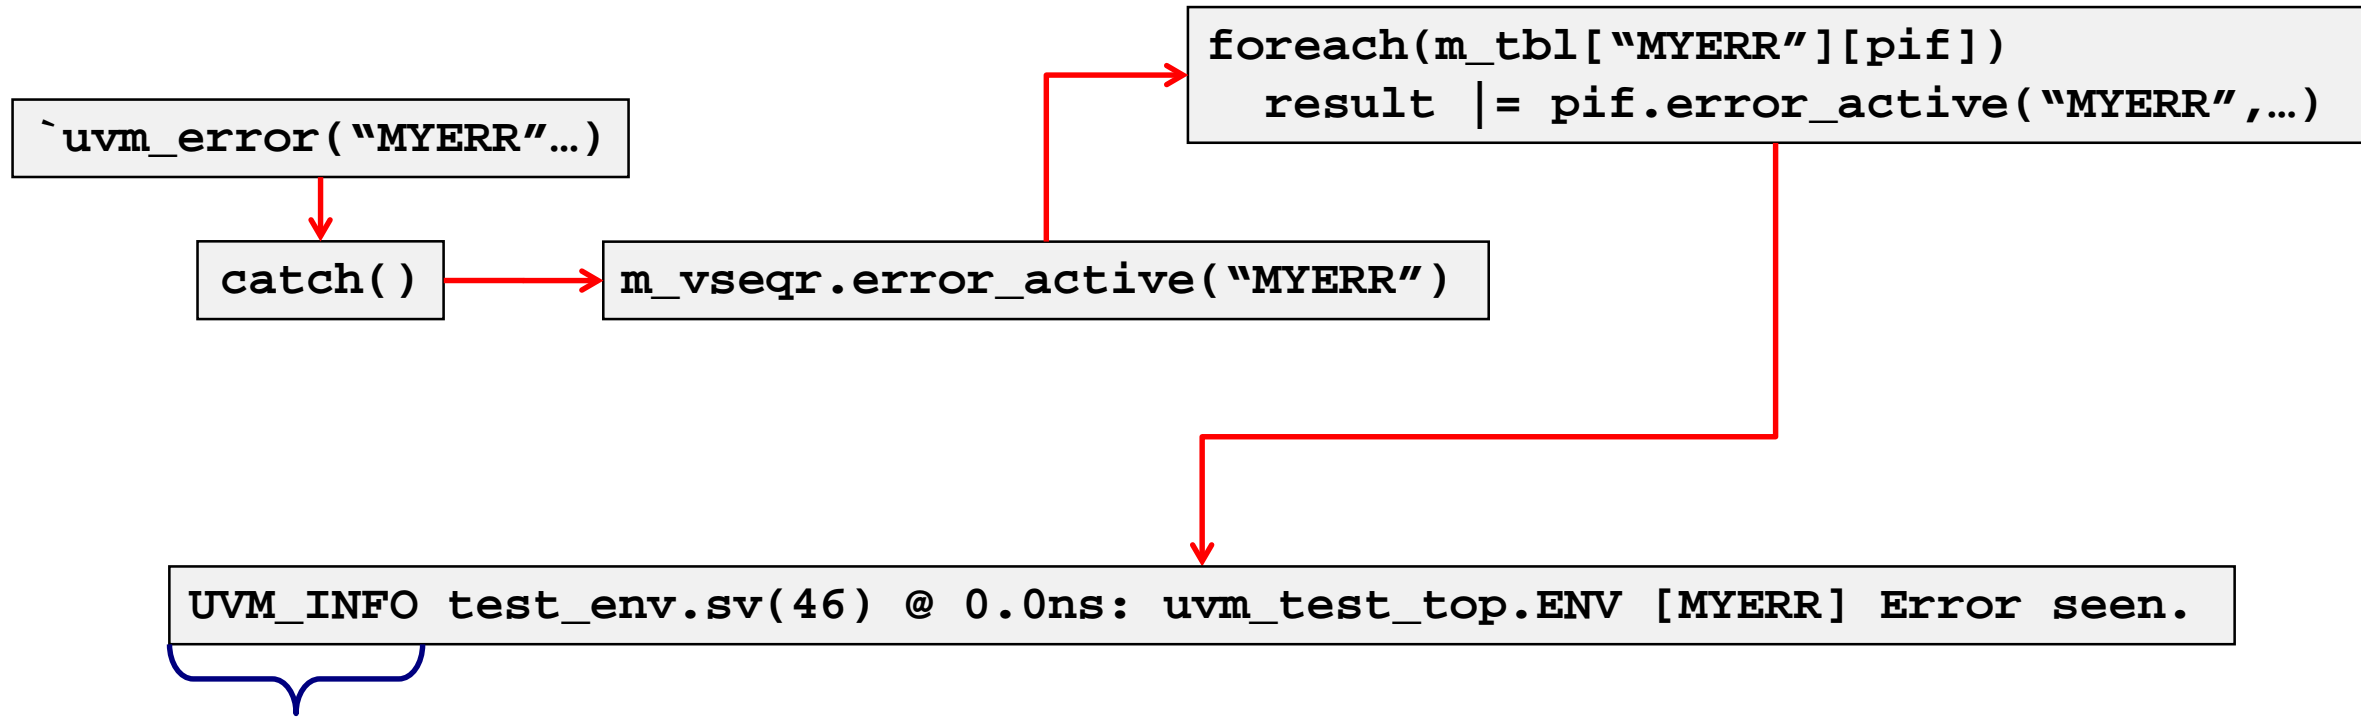 foreach(m_tbl[“MYERR”][pif])
result |= pif.error_active(“MYERR”,…)
`uvm_error(“MYERR”…)
catch()
m_vseqr.error_active(“MYERR”)
UVM_INFO test_env.sv(46) @ 0.0ns: uvm_test_top.ENV [MYERR] Error seen.